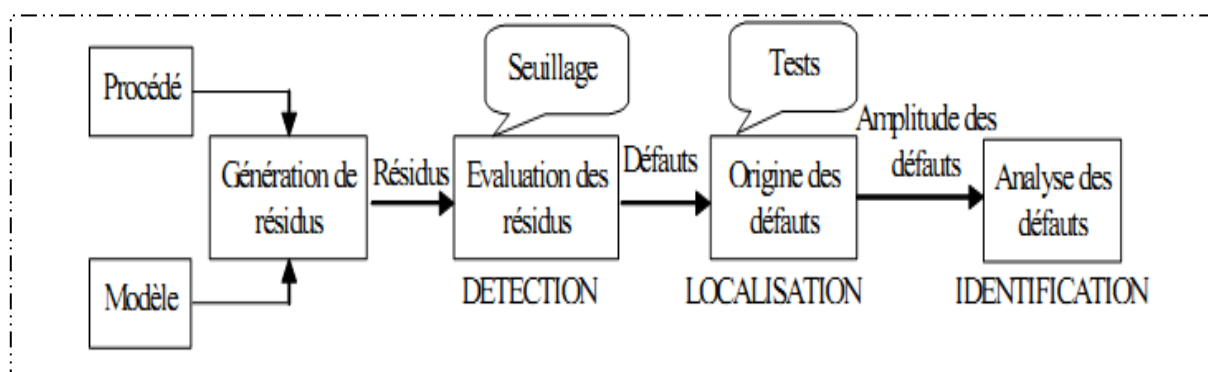 Procédé
Modèle
Génération de
résidus
Résidus
Seuillage
Evaluation des
résidus
DETECTION
Défauts
Tests
Origine des
défauts
LOCALISATION
Amplitude des
défauts
Analyse des
défauts
IDENTIFICATION